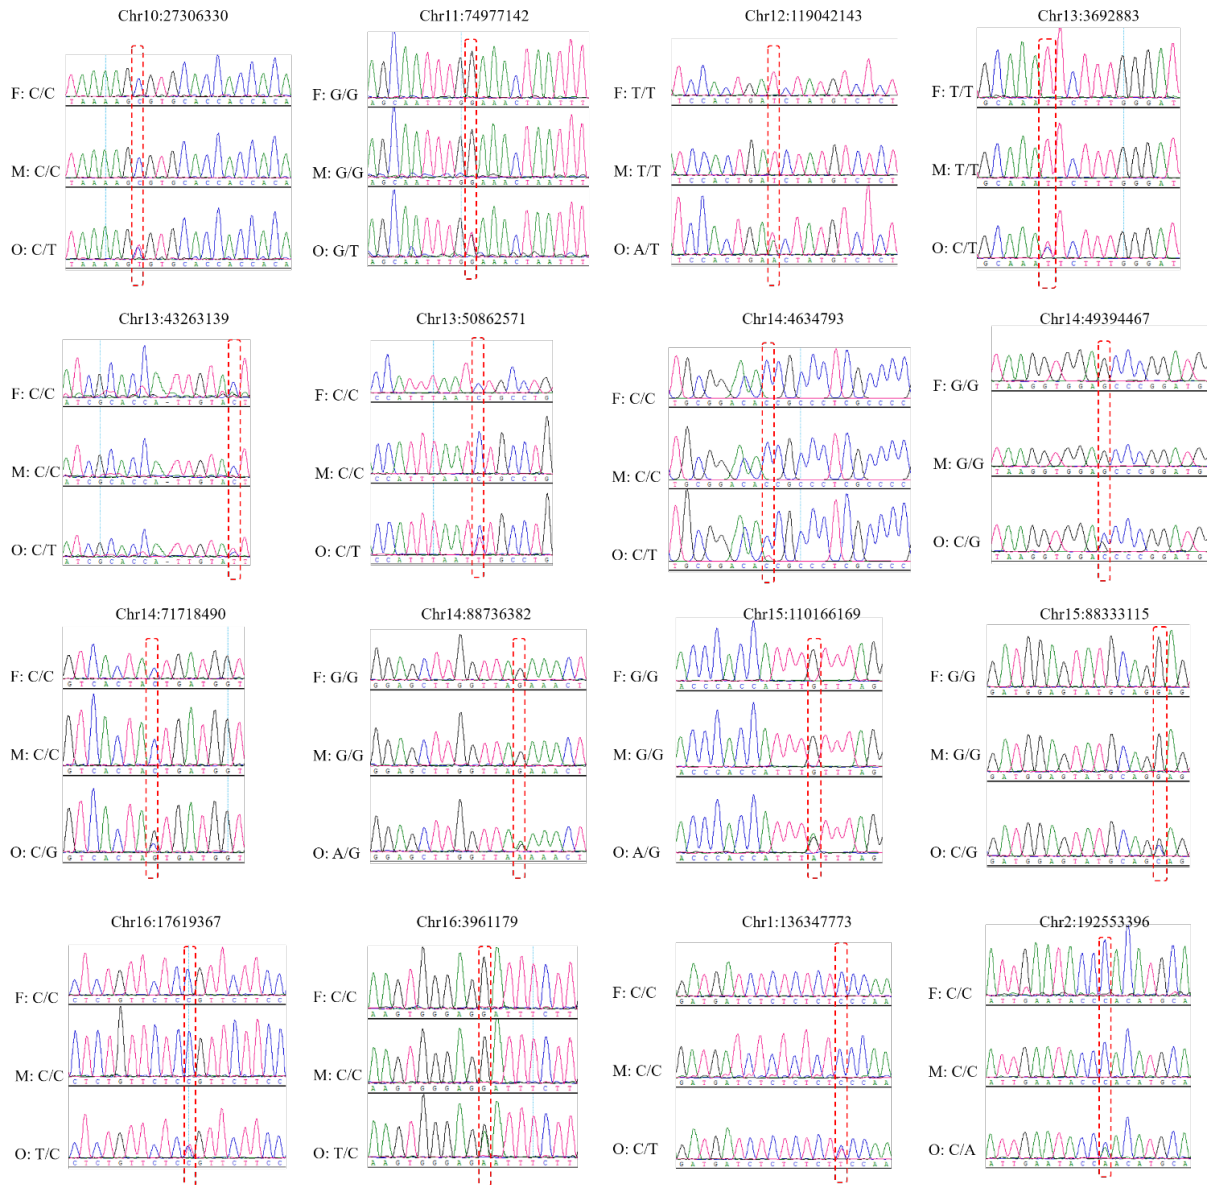 Chr10:27306330
Chr11:74977142
Chr12:119042143
Chr13:3692883
F: C/C
T A A A A G C G T G C A C C A C C A C A
F: G/G
A G C A A T T T G G A A A C T A A T T T
F: T/T
T C C A C T G A T C T A T G T C T C T
F: T/T
G C A A A T T C T T T G G G A T
M: C/C
T A A A A G C G T G C A C C A C C A C A
M: G/G
A G C A A T T T G G A A A C T A A T T T
M: T/T
T C C A C T G A T C T A T G T C T C T
M: T/T
G C A A A T T C T T T G G G A T
O: C/T
T A A A A G T G T G C A C C A C C A C A
O: G/T
A G C A A T T T G G A A A C T A A T T T
O: A/T
T C C A C T G A A C T A T G T C T C T
O: C/T
G C A A A T T C T T T G G G A T
Chr13:43263139
Chr13:50862571
Chr14:4634793
Chr14:49394467
F: C/C
A T C G C A C C A - T T G T A C T
F: C/C
C C A T T T A A T C T G C C T G
F: C/C
T G C G G A C A C C G C C C T C G C C C C
F: G/G
T A A G G T G G A G C C C G G A T G
M: C/C
A T C G C A C C A - T T G T A C T
M: C/C
C C A T T T A A T C T G C C T G
M: C/C
M: G/G
T A A G G T G G A G C C C G G A T G
O: C/T
A T C G C A C C A - T T G T A T T
O: C/T
C C A T T T A A T C T G C C T G
O: C/T
O: C/G
T A A G G T G G A C C C C G G A T G
Chr14:71718490
Chr14:88736382
Chr15:110166169
Chr15:88333115
F: C/C
G T C A C T A C T G A T G G T
F: G/G
G G A G C T T G G T T A G A A A C T
F: G/G
A C C C A C C A T T T G T T T A G
F: G/G
G A T G G A G T A T G C A G G A G
M: C/C
G T C A C T A C T G A T G G T
M: G/G
G G A G C T T G G T T A G A A A C T
M: G/G
A C C C A C C A T T T G T T T A G
M: G/G
G A T G G A G T A T G C A G G A G
O: C/G
G T C A C T A G T G A T G G T
O: A/G
G G A G C T T G G T T A A A A A C T
O: A/G
A C C C A C C A T T T G T T T A G
O: C/G
G A T G G A G T A T G C A G C A G
Chr16:17619367
Chr16:3961179
Chr1:136347773
Chr2:192553396
F: C/C
C T C T G T T C T C C G T T C T T C C
F: C/C
A A G T G G G A G G A T T T C T T
F: C/C
G A T G A T C T C T C T C T C C C A A
F: C/C
A T T G A A T A C C C A C A T G C A
M: C/C
C T C T G T T C T C C G T T C T T C C
M: C/C
A A G T G G G A G G A T T T C T T
M: C/C
G A T G A T C T C T C T C T C C C A A
M: C/C
A T T G A A T A C C C A C A T G C A
O: T/C
C T C T G T T C T C C G T T C T T C C
O: T/C
A A G T G G G A G A A T T T C T T
O: C/T
G A T G A T C T C T C T C T T C C A A
O: C/A
A T T G A A T A C C A A C A T G C A